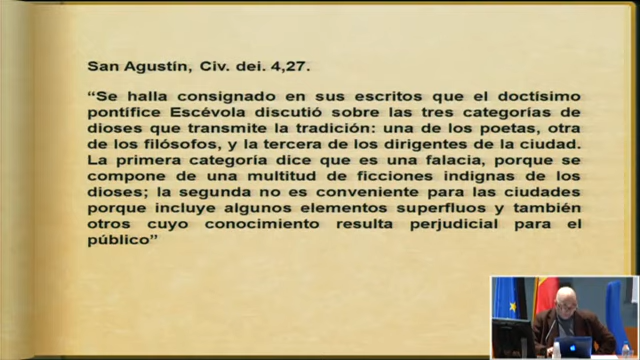 San Agustín, Civ. dei. 4,27.
“Se halla consignado en sus escritos que el doctísimo
pontífice Escévola discutió sobre las tres categorías de
dioses que transmite la tradición: una de los poetas, otra
de los filósofos, y la tercera de los dirigentes de la ciudad.
La primera categoría dice que es una falacia, porque se
compone de una multitud de ficciones indignas de los
dioses; la segunda no es conveniente para las ciudades
porque incluye algunos elementos superfluos y también
otros cuyo conocimiento resulta perjudicial para el
público”